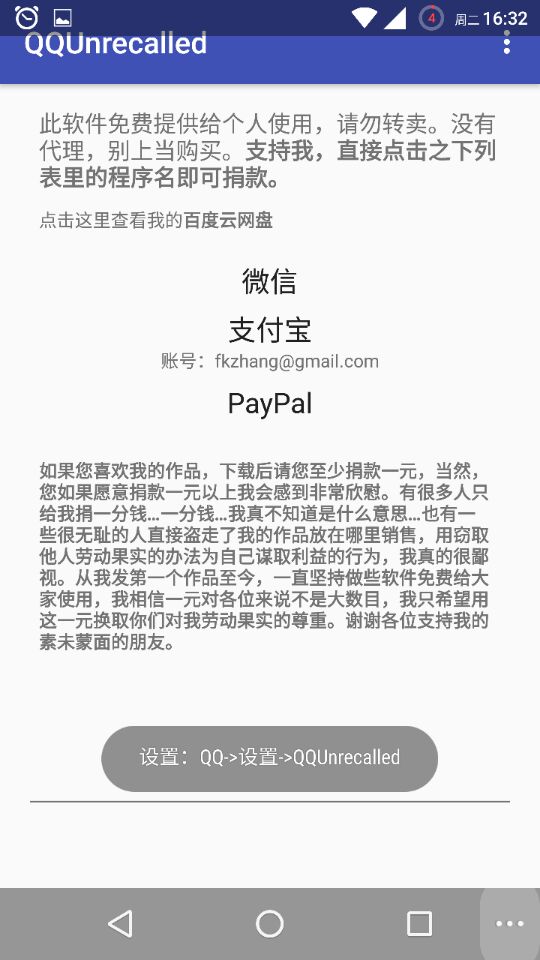 4 周二 16:32
QQUnrecalled
此软件免费提供给个人使用，请勿转卖。没有
代理，别上当购买。支持我，直接点击之下列
表里的程序名即可捐款。
点击这里查看我的百度云网盘
微信
支付宝
账号：fkzhang@gmail.com
PayPal
如果您喜欢我的作品，下载后请您至少捐款一元，当然，
您如果愿意捐款一元以上我会感到非常欣慰。有很多人只
给我捐一分钱...一分钱...我真不知道是什么意思...也有一
些很无耻的人直接盗走了我的作品放在哪里销售，用窃取
他人劳动果实的办法为自己谋取利益的行为，我真的很鄙
视。从我发第一个作品至今，一直坚持做些软件免费给大
家使用，我相信一元对各位来说不是大数目，我只希望用
这一元换取你们对我劳动果实的尊重。谢谢各位支持我的
素未蒙面的朋友。
设置：QQ->设置->QQUnrecalled